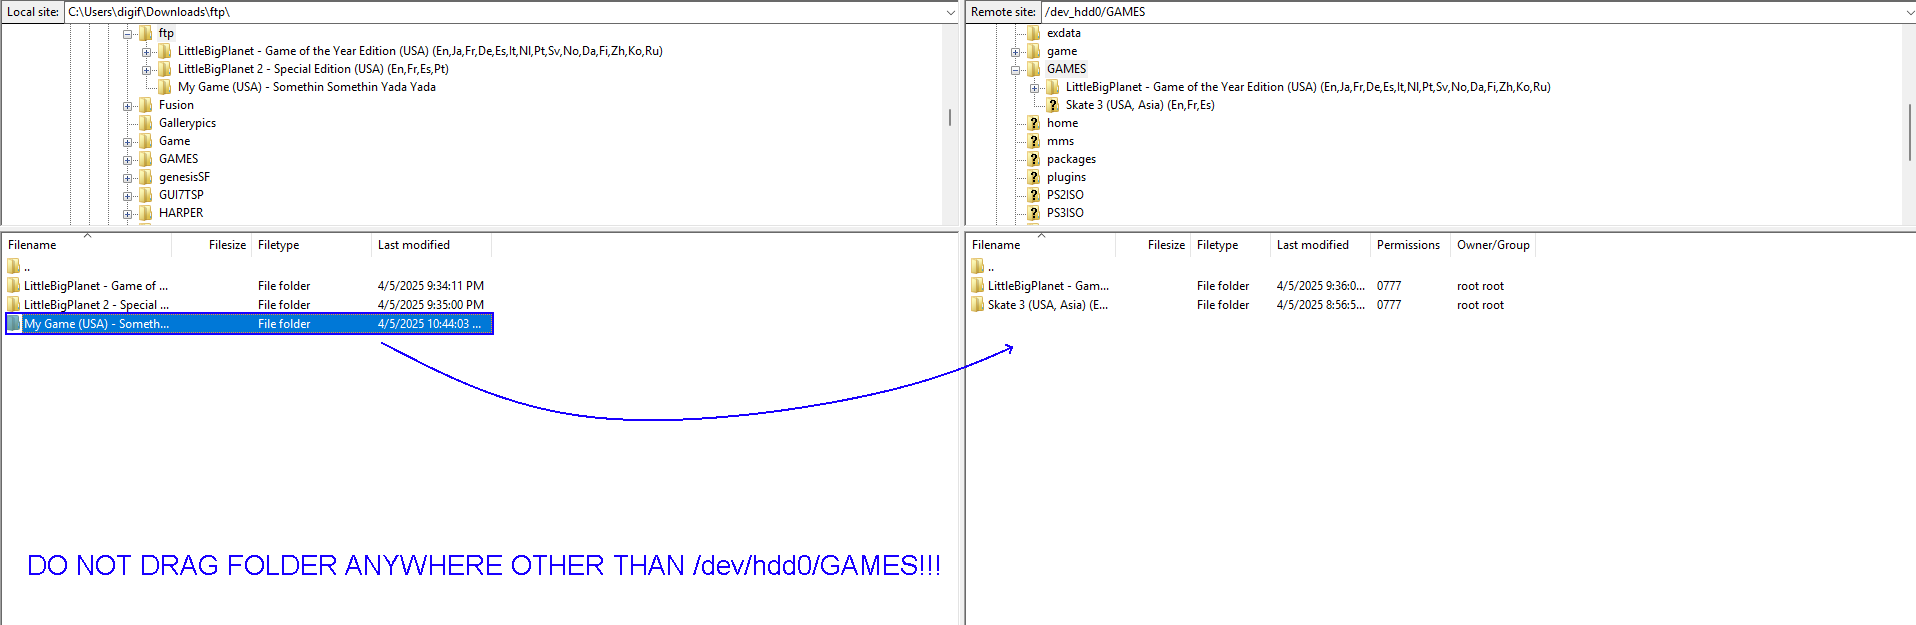 Local site: C:\Users\digif\Downloads\ftp\
ftp
LittleBigPlanet - Game of the Year Edition (USA) (En,Ja,Fr,De,Es,It,Nl,Pt,Sv,No,Da,Fi,Zh,Ko,Ru)
LittleBigPlanet 2 - Special Edition (USA) (En,Fr,Es,Pt)
My Game (USA) - Somethin Somethin Yada Yada
Fusion
Gallerypics
Game
GAMES
genesisSF
GUI7TSP
HARPER
Filename Filesize Filetype Last modified
..
LittleBigPlanet - Game of ... File folder 4/5/2025 9:34:11 PM
LittleBigPlanet 2 - Special ... File folder 4/5/2025 9:35:00 PM
My Game (USA) - Someth... File folder 4/5/2025 10:44:03 ...
DO NOT DRAG FOLDER ANYWHERE OTHER THAN /dev/hdd0/GAMES!!!
Remote site: /dev_hdd0/GAMES
exdata
game
GAMES
LittleBigPlanet - Game of the Year Edition (USA) (En,Ja,Fr,De,Es,It,Nl,Pt,Sv,No,Da,Fi,Zh,Ko,Ru)
Skate 3 (USA, Asia) (En,Fr,Es)
home
mms
packages
plugins
PS2ISO
PS3ISO
Filename Filesize Filetype Last modified Permissions Owner/Group
..
LittleBigPlanet - Gam... File folder 4/5/2025 9:36:0... 0777 root root
Skate 3 (USA, Asia) (E... File folder 4/5/2025 8:56:5... 0777 root root